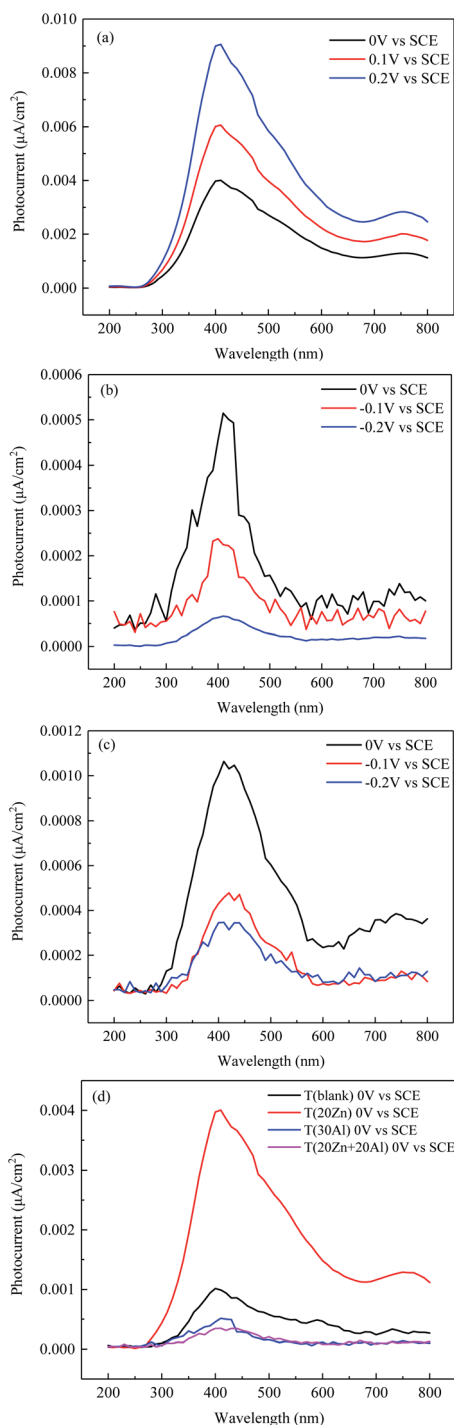 (a)
0V vs SCE
0.1V vs SCE
0.2V vs SCE
Photocurrent (μA/cm²)
0.010
0.008
0.006
0.004
0.002
0.000
200 300 400 500 600 700 800
Wavelength (nm)
(b)
0V vs SCE
-0.1V vs SCE
-0.2V vs SCE
Photocurrent (μA/cm²)
0.0006
0.0005
0.0004
0.0003
0.0002
0.0001
0.0000
200 300 400 500 600 700 800
Wavelength (nm)
(c)
0V vs SCE
-0.1V vs SCE
-0.2V vs SCE
Photocurrent (μA/cm²)
0.0012
0.0010
0.0008
0.0006
0.0004
0.0002
0.0000
200 300 400 500 600 700 800
Wavelength (nm)
(d)
T(blank) 0V vs SCE
T(20Zn) 0V vs SCE
T(30Al) 0V vs SCE
T(20Zn+20Al) 0V vs SCE
Photocurrent (μA/cm²)
0.004
0.003
0.002
0.001
0.000
200 300 400 500 600 700 800
Wavelength (nm)